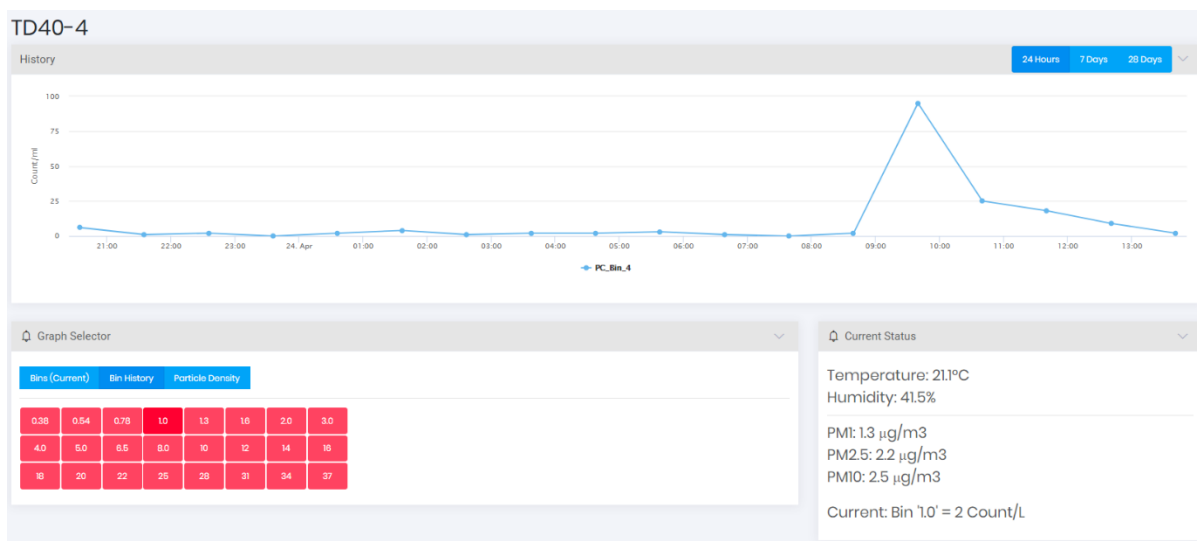 TD40-4
History
24 Hours 7 Days 28 Days
100
75
50
25
0
Count/ml
21:00 22:00 23:00 24. Apr 01:00 02:00 03:00 04:00 05:00 06:00 07:00 08:00 09:00 10:00 11:00 12:00 13:00
PC_Bin_4
Graph Selector
Bins (Current) Bin History Particle Density
0.38 0.54 0.78 1.0 1.3 1.6 2.0 3.0
4.0 5.0 6.5 8.0 10 12 14 16
18 20 22 25 28 31 34 37
Current Status
Temperature: 21.1°C
Humidity: 41.5%
PM1: 1.3 μg/m3
PM2.5: 2.2 μg/m3
PM10: 2.5 μg/m3
Current: Bin '1.0' = 2 Count/L